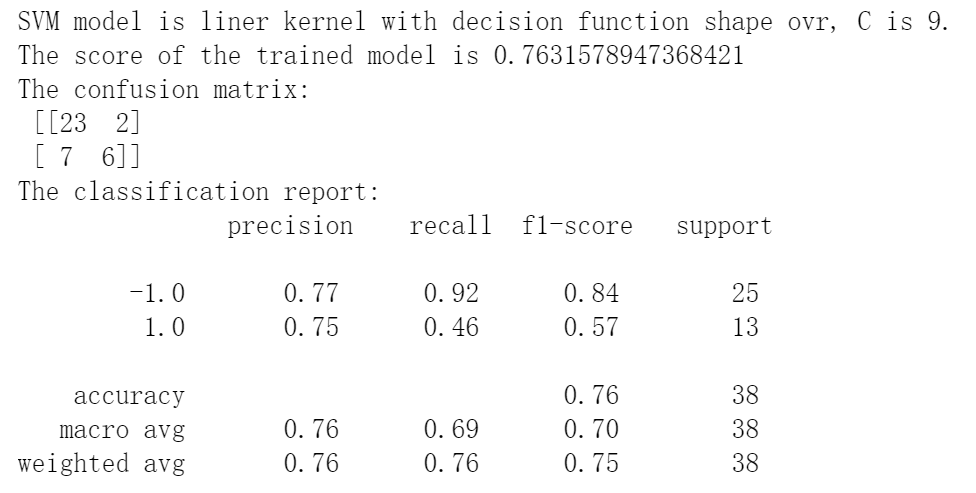 SVM model is liner kernel with decision function shape ovr, C is 9.
The score of the trained model is 0.7631578947368421
The confusion matrix:
[[23  2]
[ 7  6]]
The classification report:
precision recall f1-score support
-1.0 0.77 0.92 0.84 25
1.0 0.75 0.46 0.57 13
accuracy 0.76 38
macro avg 0.76 0.69 0.70 38
weighted avg 0.76 0.76 0.75 38